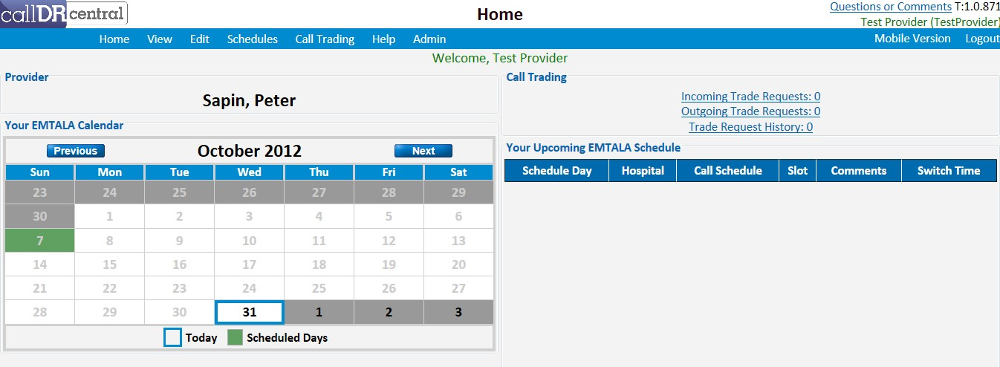 callDRcentral
Home
Questions or Comments T:1.0.871
Test Provider (TestProvider)
Home View Edit Schedules Call Trading Help Admin Mobile Version Logout
Welcome, Test Provider
Provider
Sapin, Peter
Your EMTALA Calendar
Previous October 2012 Next
Sun Mon Tue Wed Thu Fri Sat
23 24 25 26 27 28 29
30 1 2 3 4 5 6
7 8 9 10 11 12 13
14 15 16 17 18 19 20
21 22 23 24 25 26 27
28 29 30 31 1 2 3
Today Scheduled Days
Call Trading
Incoming Trade Requests: 0
Outgoing Trade Requests: 0
Trade Request History: 0
Your Upcoming EMTALA Schedule
Schedule Day Hospital Call Schedule Slot Comments Switch Time